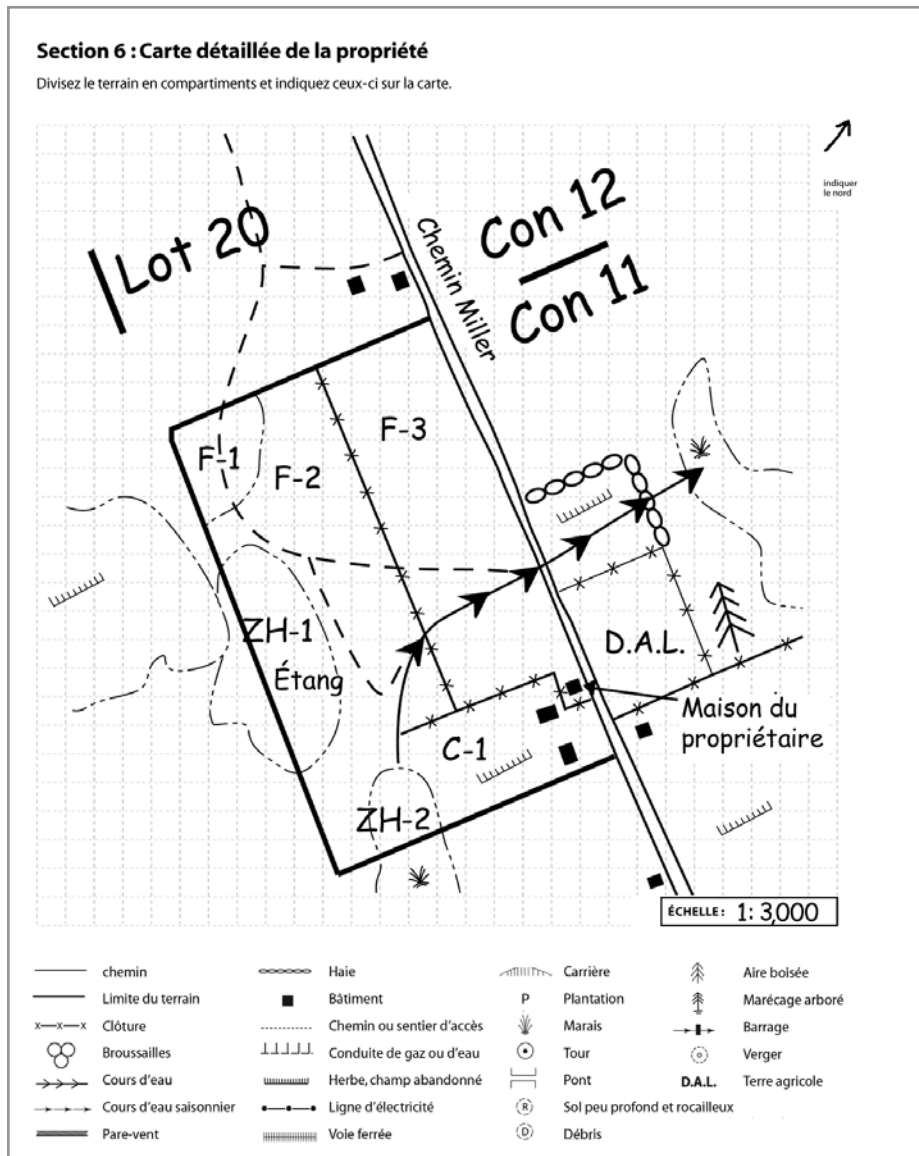 Section 6 : Carte détaillée de la propriété
Divisez le terrain en compartiments et indiquez ceux-ci sur la carte.
indiquer
le nord
Lot 20
Con 12
Con 11
Chemin Miller
F-1
F-2
F-3
ZH-1
Étang
D.A.L.
Maison du
propriétaire
C-1
ZH-2
ÉCHELLE : 1:3,000
chemin
Limite du terrain
x—x—x Clôture
Broussailles
Cours d'eau
Cours d'eau saisonnier
Pare-vent
Haie
Bâtiment
Chemin ou sentier d'accès
Conduite de gaz ou d'eau
Herbe, champ abandonné
Ligne d'électricité
Voie ferrée
Carrière
P Plantation
Marais
Tour
Pont
R Sol peu profond et rocailleux
D Débris
Aire boisée
Marécage arboré
Barrage
Verger
D.A.L. Terre agricole